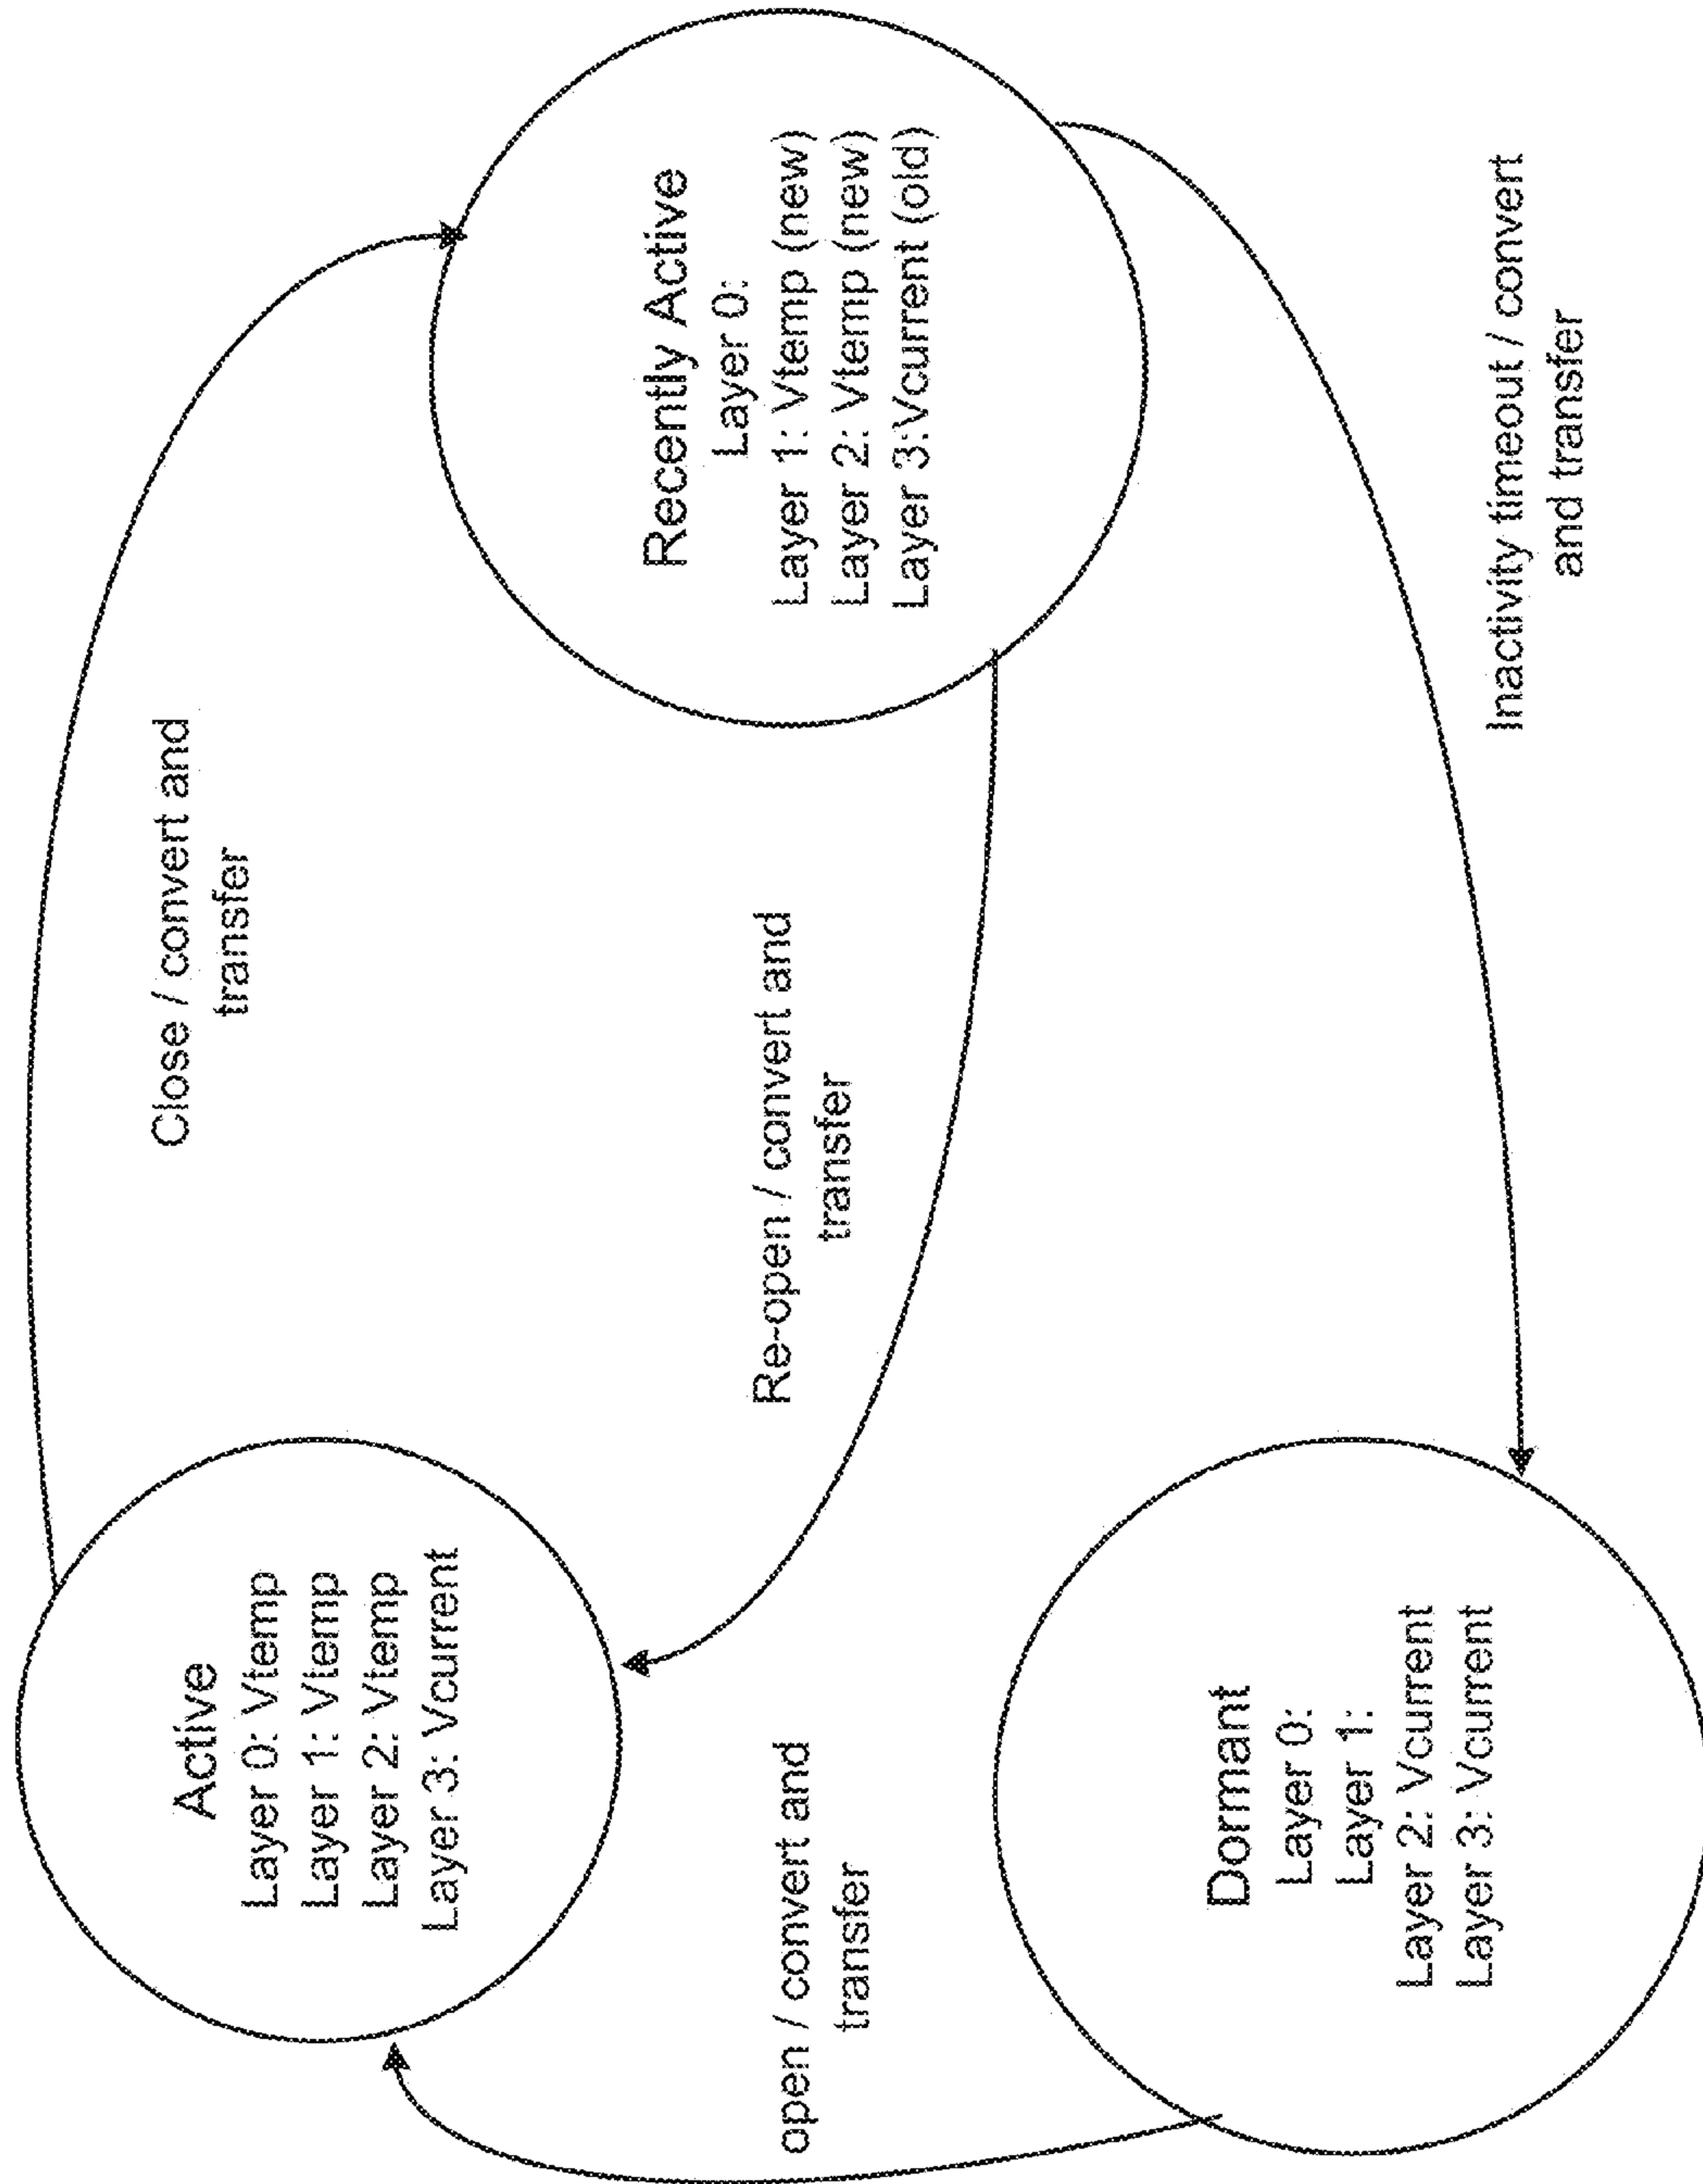 Active
Layer 0: Vtemp
Layer 1: Vtemp
Layer 2: Vtemp
Layer 3: Vcurrent
Close / convert and
transfer
Recently Active
Layer 0:
Layer 1: Vtemp (new)
Layer 2: Vtemp (new)
Layer 3:Vcurrent (old)
Re-open / convert and
transfer
open / convert and
transfer
Dormant
Layer 0:
Layer 1:
Layer 2: Vcurrent
Layer 3: Vcurrent
Inactivity timeout / convert
and transfer